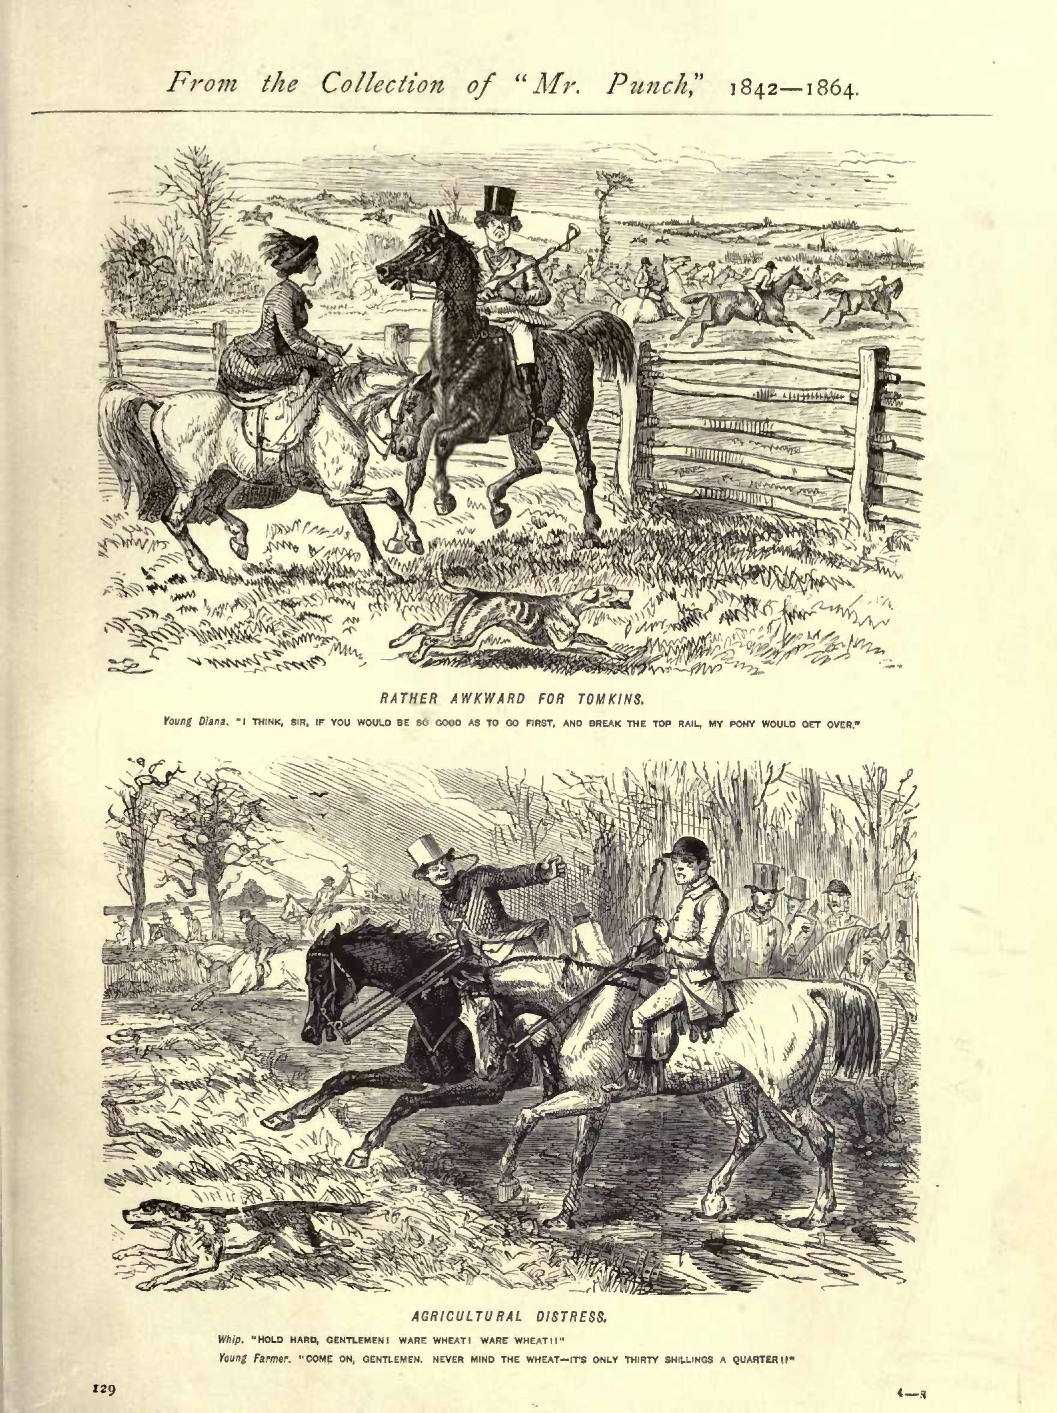 From the Collection of “Mr. Punch,” 1842—1864.
RATHER AWKWARD FOR TOMKINS.
Young Diana. "I THINK, SIR, IF YOU WOULD BE SO GOOD AS TO GO FIRST, AND BREAK THE TOP RAIL, MY PONY WOULD GET OVER."
AGRICULTURAL DISTRESS.
Whip. "HOLD HARD, GENTLEMEN! WARE WHEAT! WARE WHEAT!!"
Young Farmer. "COME ON, GENTLEMEN. NEVER MIND THE WHEAT—IT'S ONLY THIRTY SHILLINGS A QUARTER!!"
129